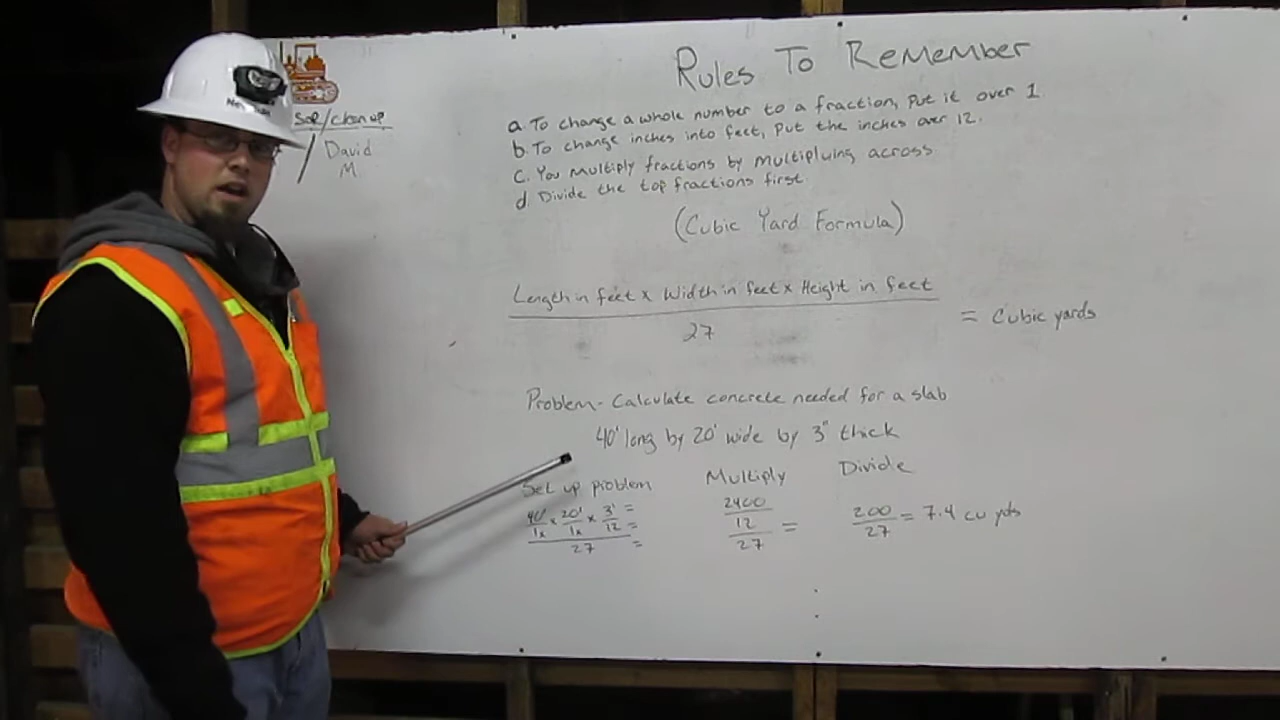 Rules To Remember
Sop/clean up
David
M.
a. To change a whole number to a fraction, Put it over 1.
b. To change inches into feet, Put the inches over 12.
c. You Multiply fractions by multiplying across
d. Divide the top fractions first.
(Cubic Yard Formula)
Length in feet x Width in feet x Height in feet
27
= Cubic yards
Problem - Calculate concrete needed for a slab
40' long by 20' wide by 3" thick
Set up problem Multiply Divide
40'/1x x 20'/1x x 3'/12 = =
27 =
2400
12
27 =
200/27 = 7.4 cu yds